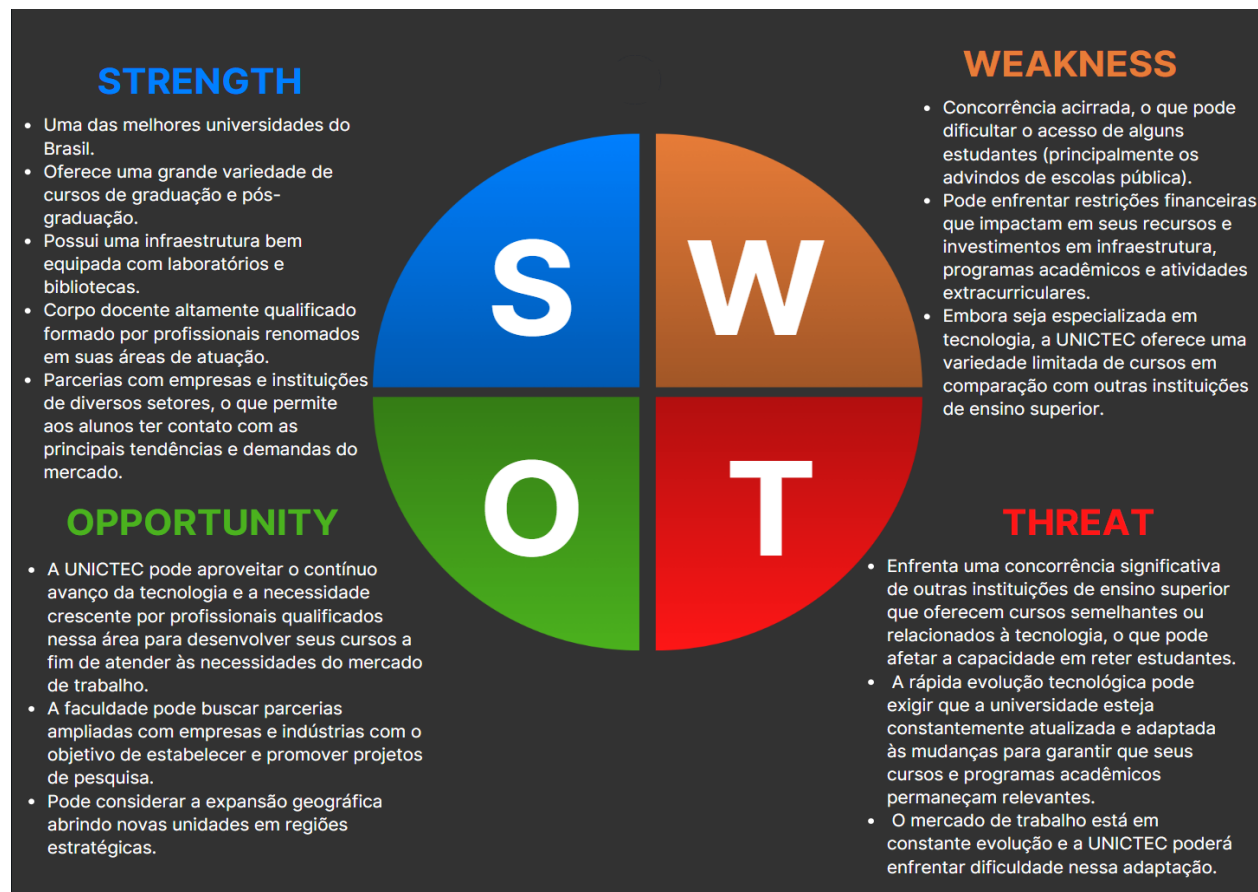 STRENGTH
• Uma das melhores universidades do
Brasil.
• Oferece uma grande variedade de
cursos de graduação e pós-
graduação.
• Possui uma infraestrutura bem
equipada com laboratórios e
bibliotecas.
• Corpo docente altamente qualificado
formado por profissionais renomados
em suas áreas de atuação.
• Parcerias com empresas e instituições
de diversos setores, o que permite
aos alunos ter contato com as
principais tendências e demandas do
mercado.
WEAKNESS
• Concorrência acirrada, o que pode
dificultar o acesso de alguns
estudantes (principalmente os
advindos de escolas pública).
• Pode enfrentar restrições financeiras
que impactam em seus recursos e
investimentos em infraestrutura,
programas acadêmicos e atividades
extracurriculares.
• Embora seja especializada em
tecnologia, a UNICTEC oferece uma
variedade limitada de cursos em
comparação com outras instituições
de ensino superior.
S
W
O
T
OPPORTUNITY
• A UNICTEC pode aproveitar o contínuo
avanço da tecnologia e a necessidade
crescente por profissionais qualificados
nessa área para desenvolver seus cursos a
fim de atender às necessidades do mercado
de trabalho.
• A faculdade pode buscar parcerias
ampliadas com empresas e indústrias com o
objetivo de estabelecer e promover projetos
de pesquisa.
• Pode considerar a expansão geográfica
abrindo novas unidades em regiões
estratégicas.
THREAT
• Enfrenta uma concorrência significativa
de outras instituições de ensino superior
que oferecem cursos semelhantes ou
relacionados à tecnologia, o que pode
afetar a capacidade em reter estudantes.
• A rápida evolução tecnológica pode
exigir que a universidade esteja
constantemente atualizada e adaptada
às mudanças para garantir que seus
cursos e programas acadêmicos
permaneçam relevantes.
• O mercado de trabalho está em
constante evolução e a UNICTEC poderá
enfrentar dificuldade nessa adaptação.